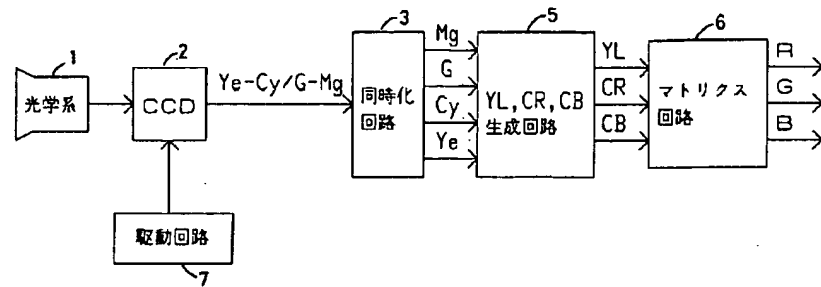 1
光学系
2
CCD
Ye-Cy/G-Mg
3
同時化
回路
Mg
G
Cy
Ye
5
YL,CR,CB
生成回路
YL
CR
CB
6
マトリクス
回路
R
G
B
駆動回路
7